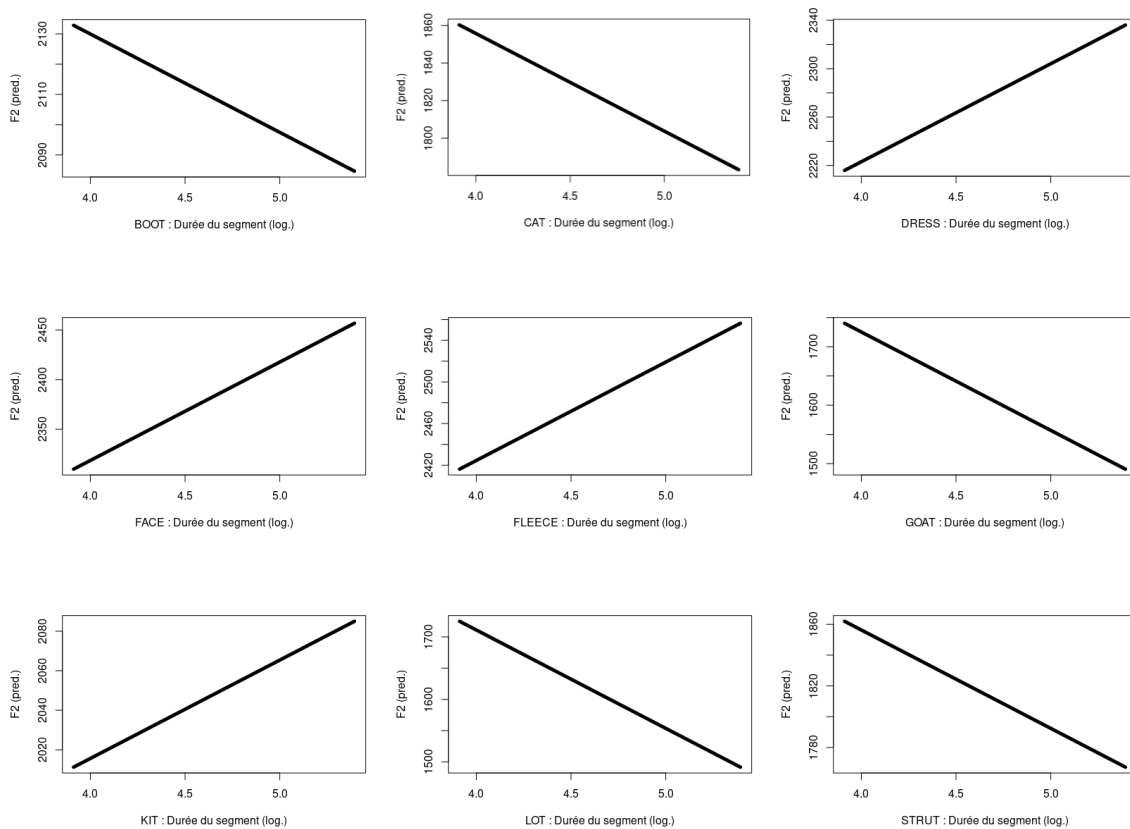 2130
2110
2090
F2 (pred.)
4.0 4.5 5.0
BOOT : Durée du segment (log.)
1860
1840
1820
1800
F2 (pred.)
4.0 4.5 5.0
CAT : Durée du segment (log.)
2340
2300
2260
2220
F2 (pred.)
4.0 4.5 5.0
DRESS : Durée du segment (log.)
2450
2400
2350
F2 (pred.)
4.0 4.5 5.0
FACE : Durée du segment (log.)
2540
2500
2460
2420
F2 (pred.)
4.0 4.5 5.0
FLEECE : Durée du segment (log.)
1700
1600
1500
F2 (pred.)
4.0 4.5 5.0
GOAT : Durée du segment (log.)
2080
2060
2040
2020
F2 (pred.)
4.0 4.5 5.0
KIT : Durée du segment (log.)
1700
1600
1500
F2 (pred.)
4.0 4.5 5.0
LOT : Durée du segment (log.)
1860
1820
1780
F2 (pred.)
4.0 4.5 5.0
STRUT : Durée du segment (log.)